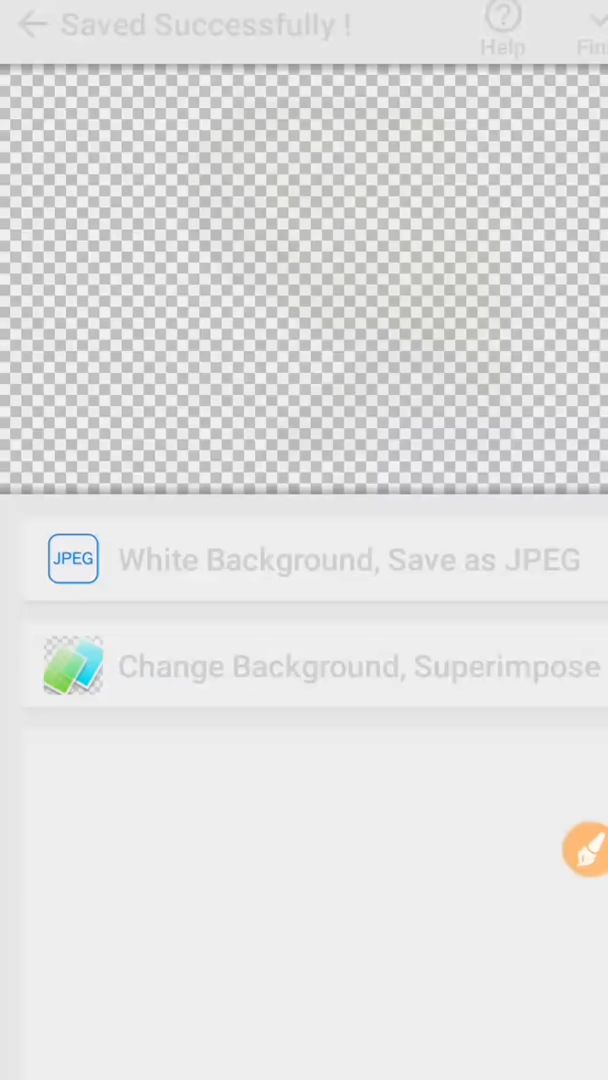 Saved Successfully !
Help
JPEG
White Background, Save as JPEG
Change Background, Superimpose